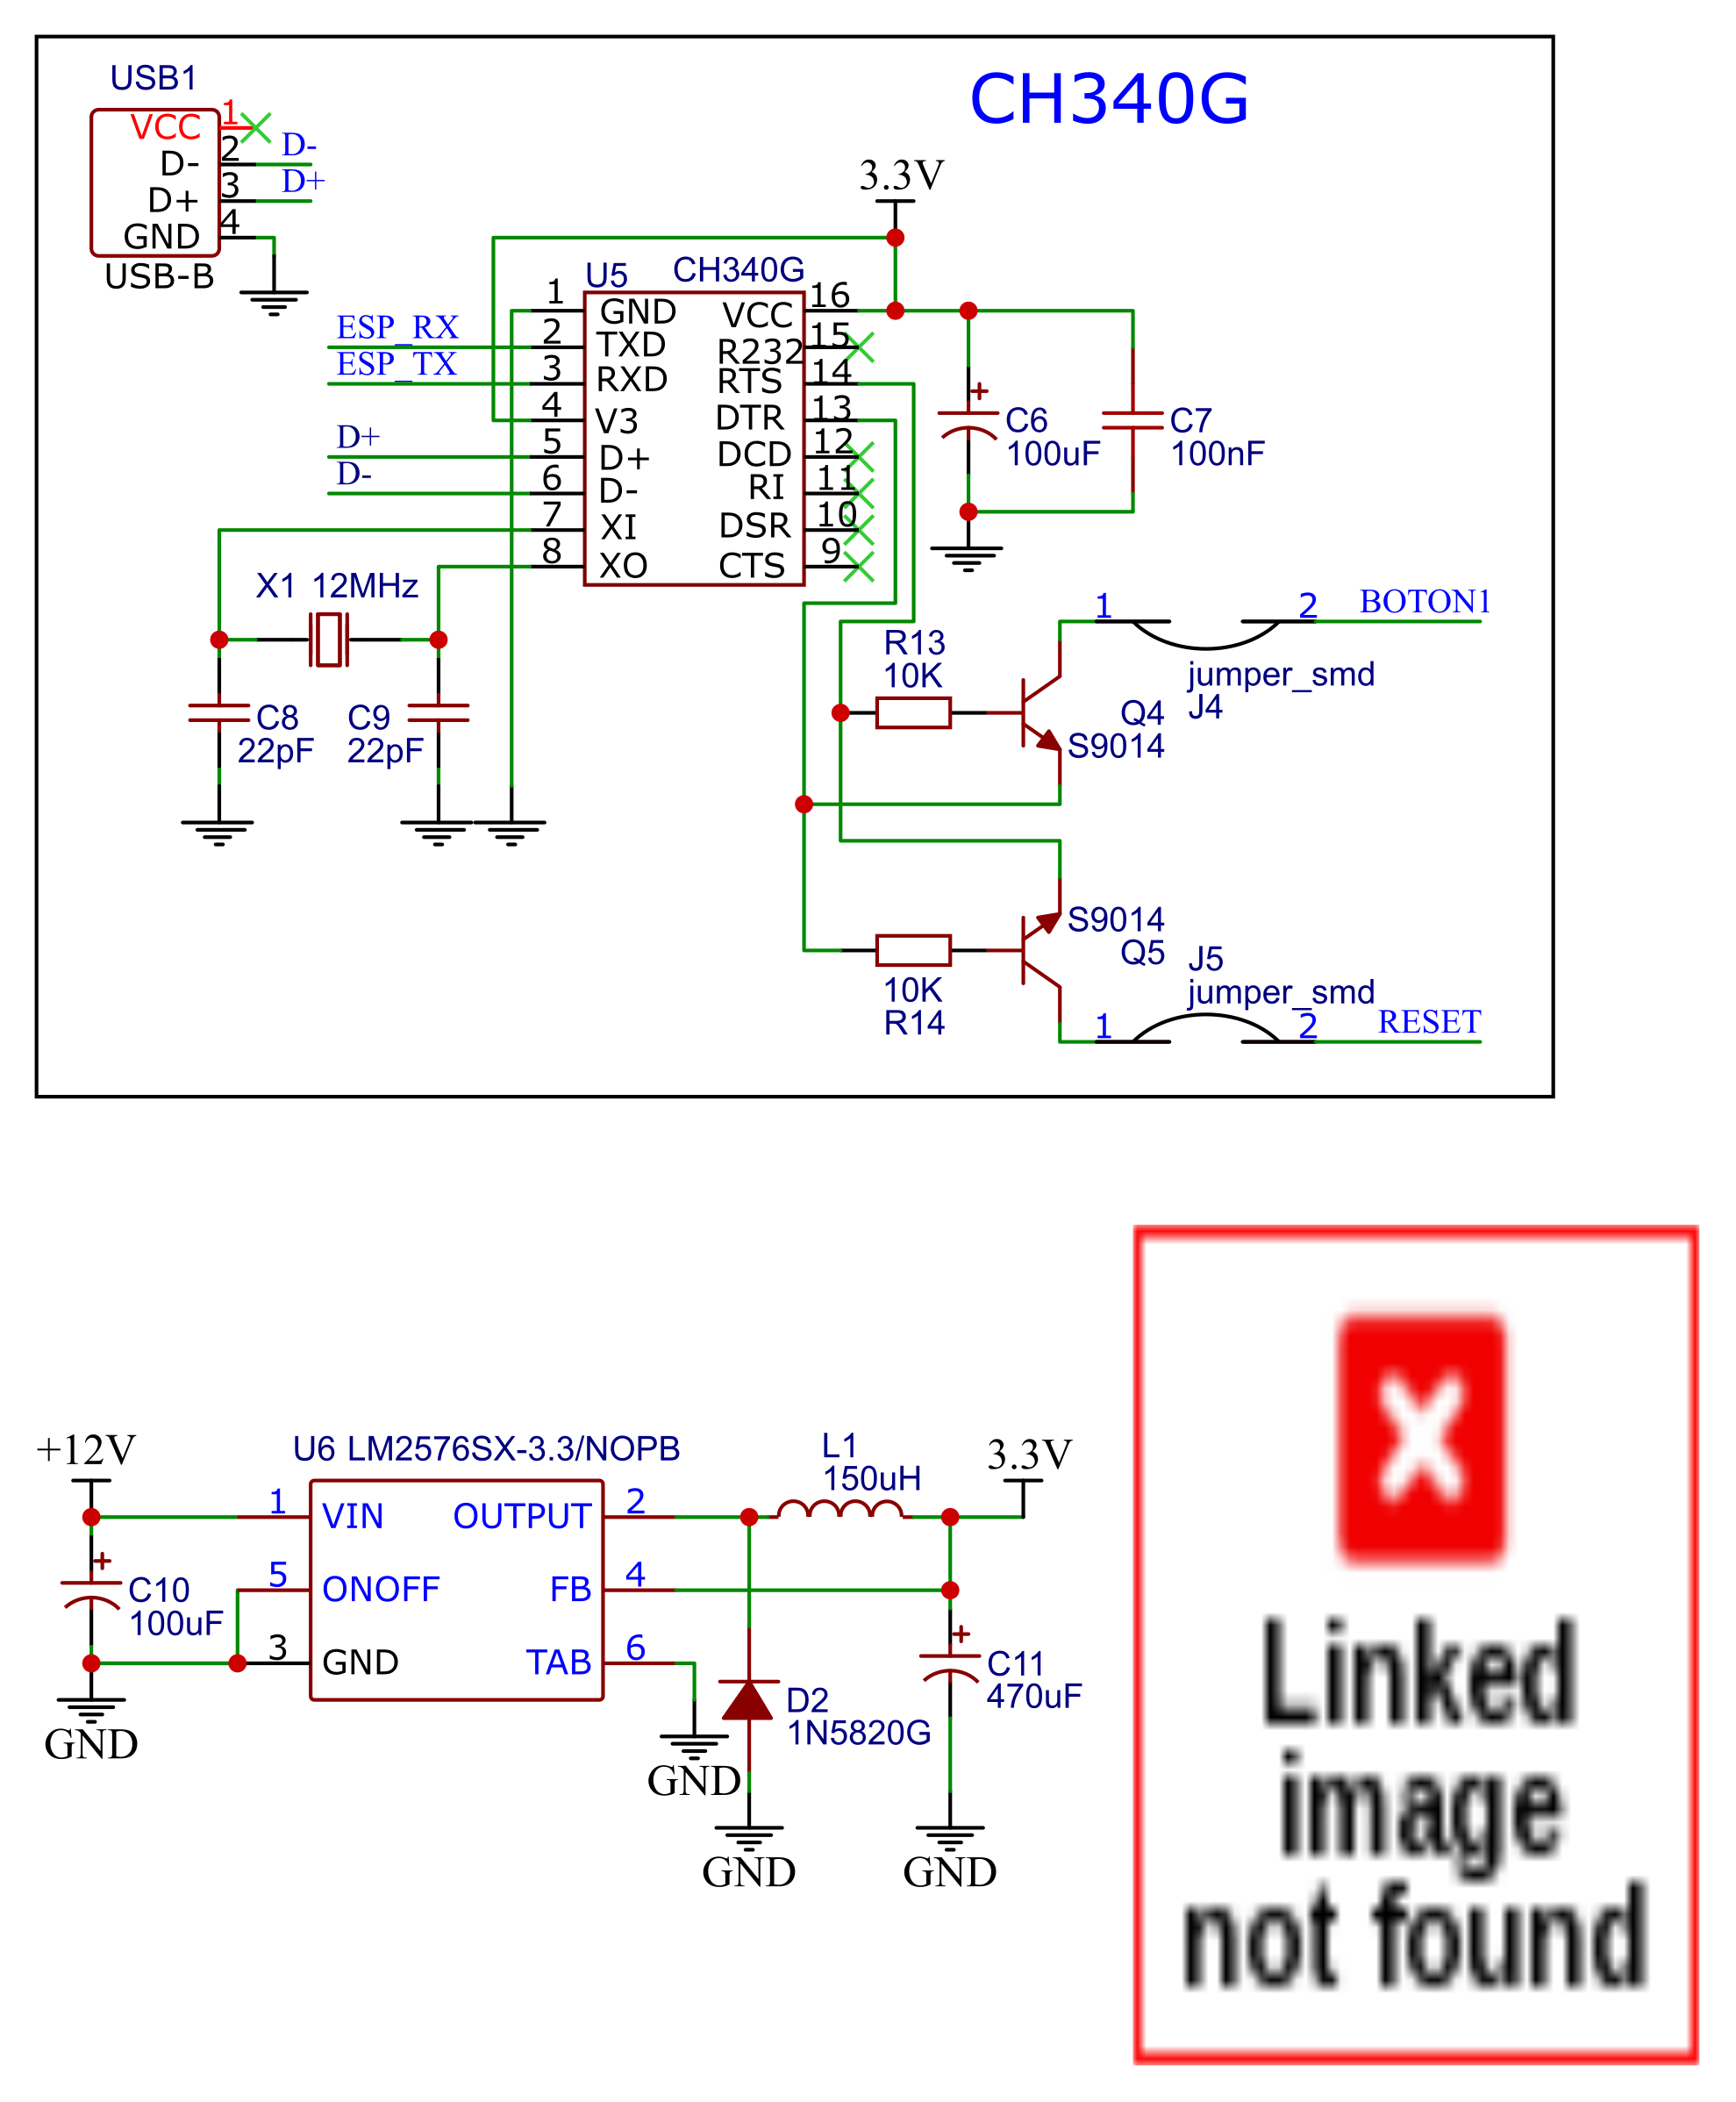 CH340G
USB1
VCC 1
D- 2 D-
D+ 3 D+
GND 4
USB-B
3.3V
U5 CH340G
1 GND VCC 16
ESP_RX 2 TXD R232 15
ESP_TX 3 RXD RTS 14
4 V3 DTR 13
D+ 5 D+ DCD 12
D- 6 D- RI 11
7 XI DSR 10
8 XO CTS 9
+
C6
100uF
C7
100nF
X1 12MHz
C8
22pF
C9
22pF
1 2 BOTON1
jumper_smd
J4
R13
10K
Q4
S9014
S9014
Q5
10K
R14
J5
jumper_smd
1 2 RESET
+12V
U6 LM2576SX-3.3/NOPB
1 VIN OUTPUT 2
5 ONOFF FB 4
3 GND TAB 6
+
C10
100uF
GND
L1
150uH
3.3V
D2
1N5820G
+
C11
470uF
GND
GND
GND
X
Linked
image
not found